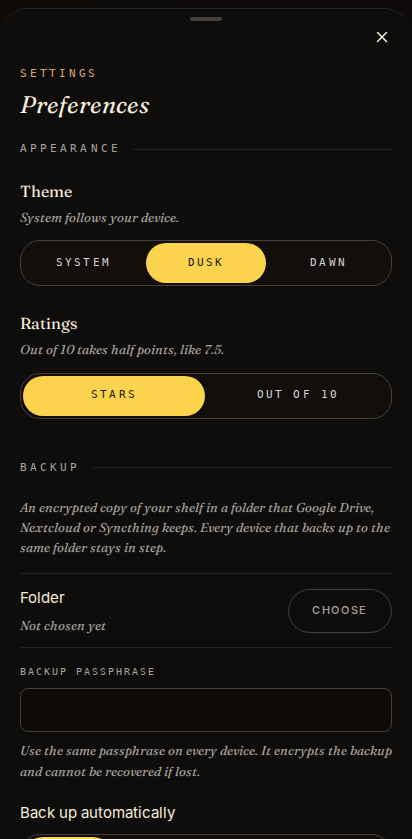 SETTINGS
Preferences
APPEARANCE
Theme
System follows your device.
SYSTEM DUSK DAWN
Ratings
Out of 10 takes half points, like 7.5.
STARS OUT OF 10
BACKUP
An encrypted copy of your shelf in a folder that Google Drive,
Nextcloud or Syncthing keeps. Every device that backs up to the
same folder stays in step.
Folder
Not chosen yet
CHOOSE
BACKUP PASSPHRASE
Use the same passphrase on every device. It encrypts the backup
and cannot be recovered if lost.
Back up automatically